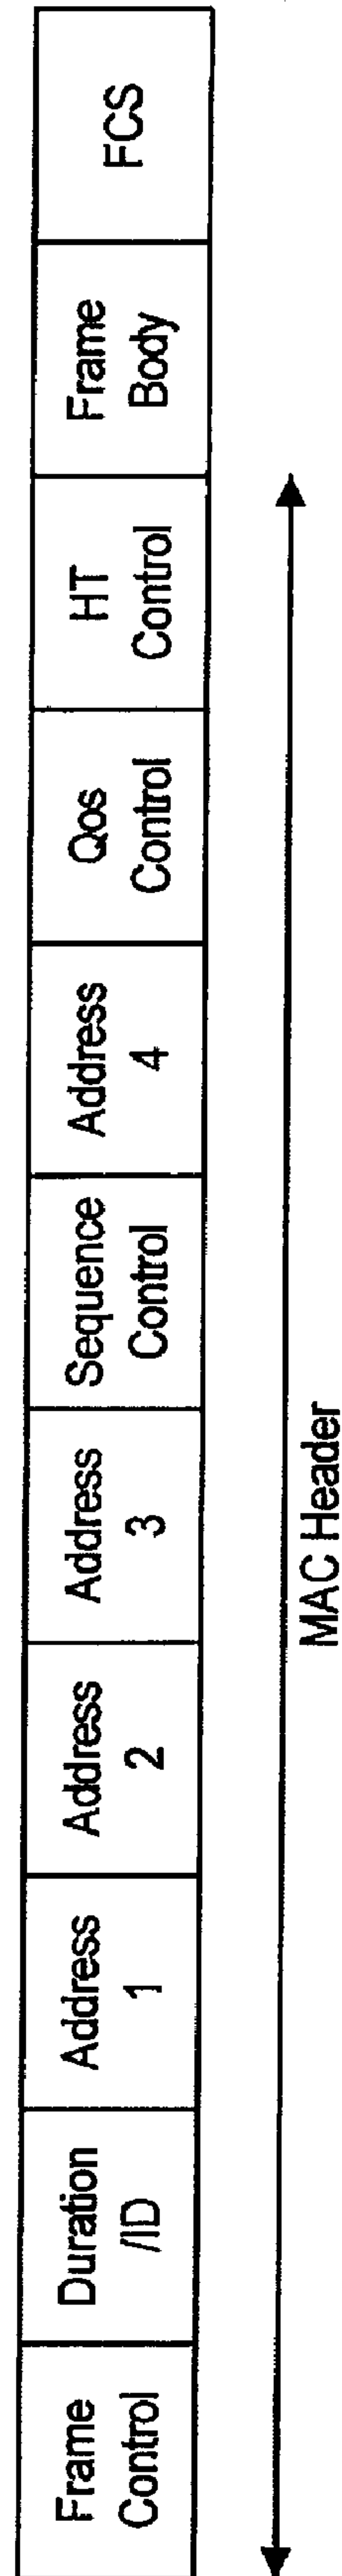 Frame
Control
Duration
/ID
Address
1
Address
2
Address
3
Sequence
Control
Address
4
Qos
Control
HT
Control
Frame
Body
FCS
MAC Header